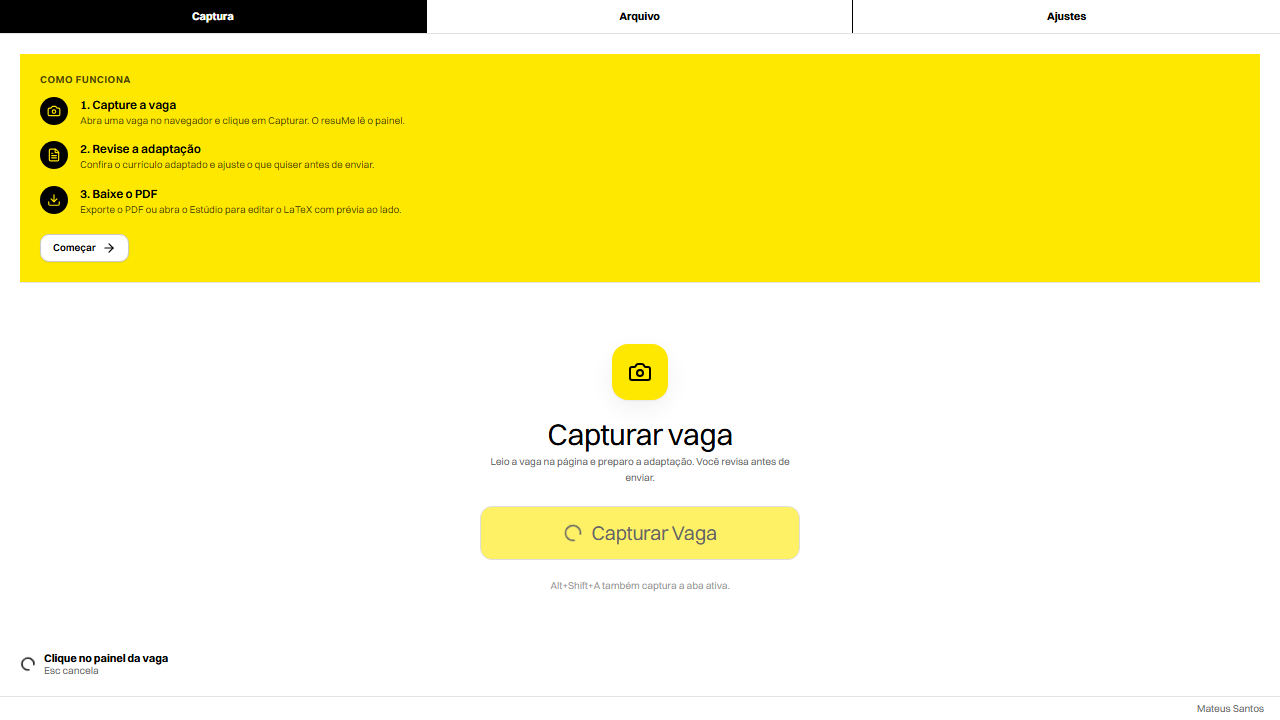 Captura
Arquivo
Ajustes
COMO FUNCIONA
1. Capture a vaga
Abra uma vaga no navegador e clique em Capturar. O resuMe lê o painel.
2. Revise a adaptação
Confira o currículo adaptado e ajuste o que quiser antes de enviar.
3. Baixe o PDF
Exporte o PDF ou abra o Estúdio para editar o LaTeX com prévia ao lado.
Começar
Capturar vaga
Leio a vaga na página e preparo a adaptação. Você revisa antes de
enviar.
Capturar Vaga
Alt+Shift+A também captura a aba ativa.
Clique no painel da vaga
Esc cancela
Mateus Santos